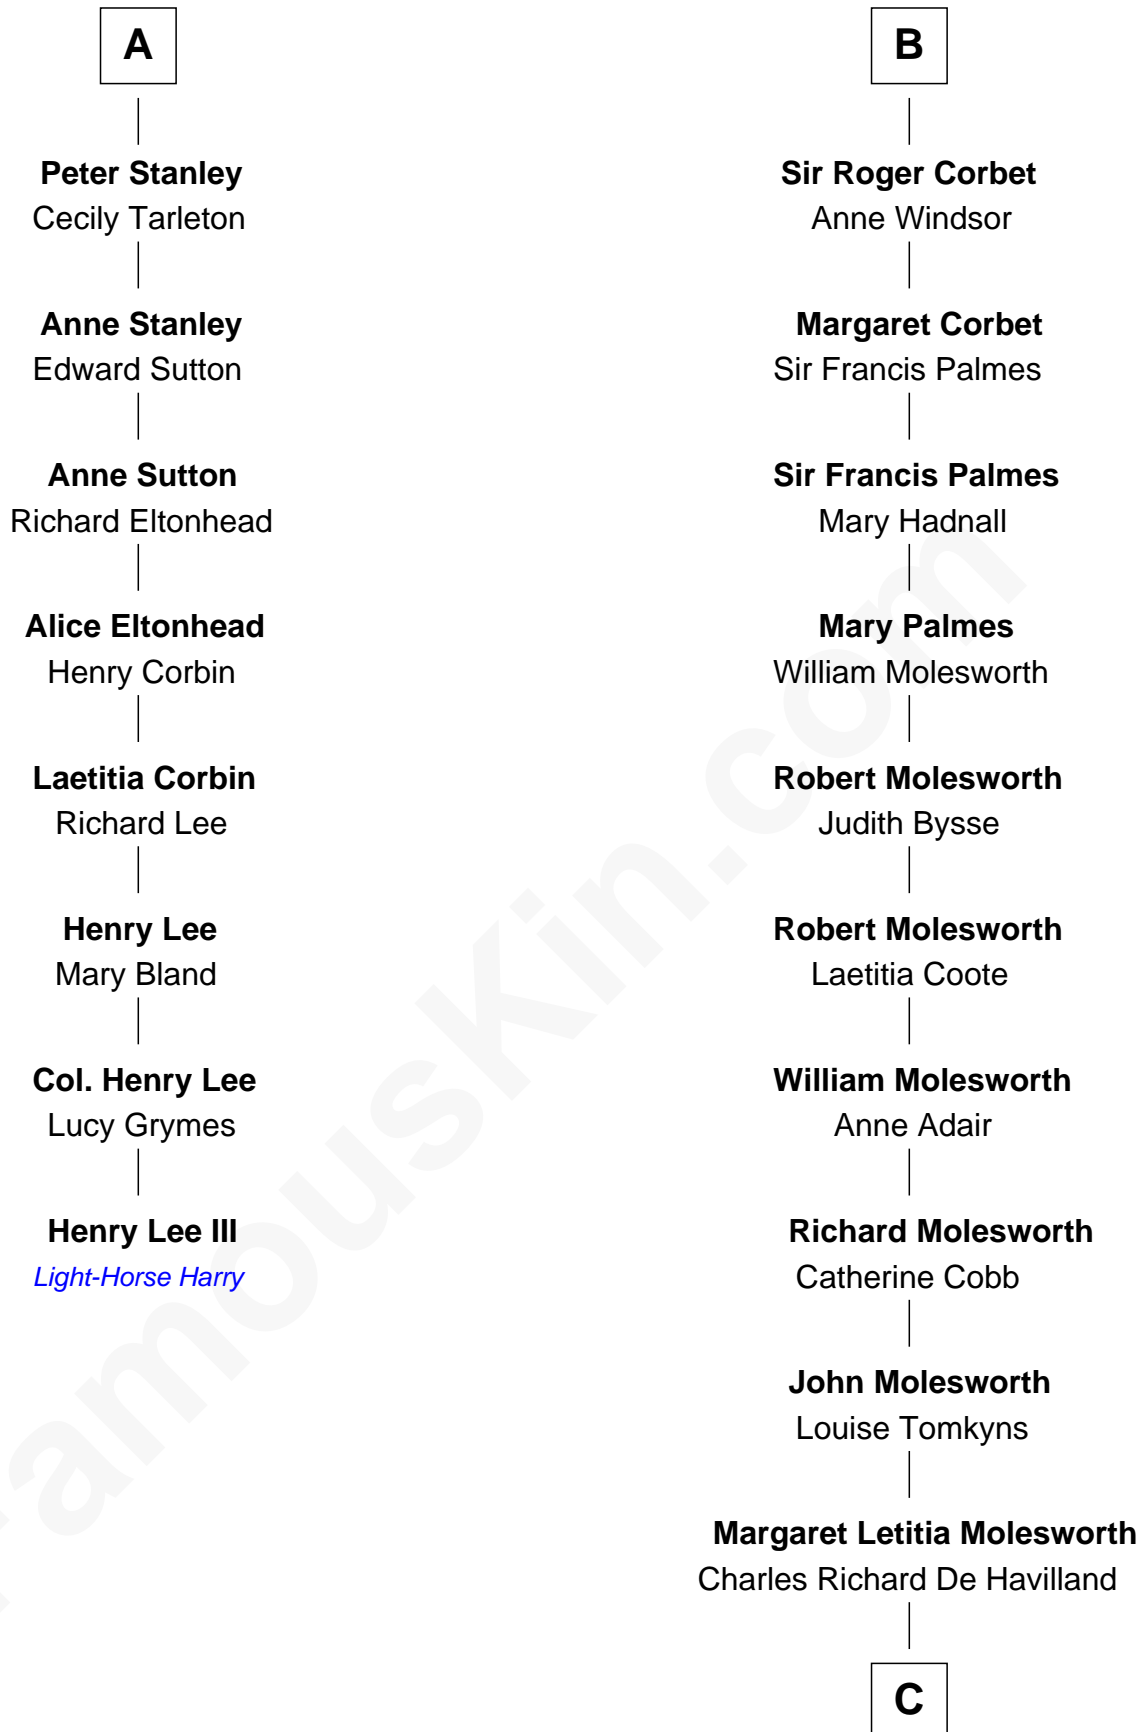 A
Peter Stanley
Cecily Tarleton
Anne Stanley
Edward Sutton
Anne Sutton
Richard Eltonhead
Alice Eltonhead
Henry Corbin
Laetitia Corbin
Richard Lee
Henry Lee
Mary Bland
Col. Henry Lee
Lucy Grymes
Henry Lee III
Light-Horse Harry
B
Sir Roger Corbet
Anne Windsor
Margaret Corbet
Sir Francis Palmes
Sir Francis Palmes
Mary Hadnall
Mary Palmes
William Molesworth
Robert Molesworth
Judith Bysse
Robert Molesworth
Laetitia Coote
William Molesworth
Anne Adair
Richard Molesworth
Catherine Cobb
John Molesworth
Louise Tomkyns
Margaret Letitia Molesworth
Charles Richard De Havilland
C
FamousKin.com